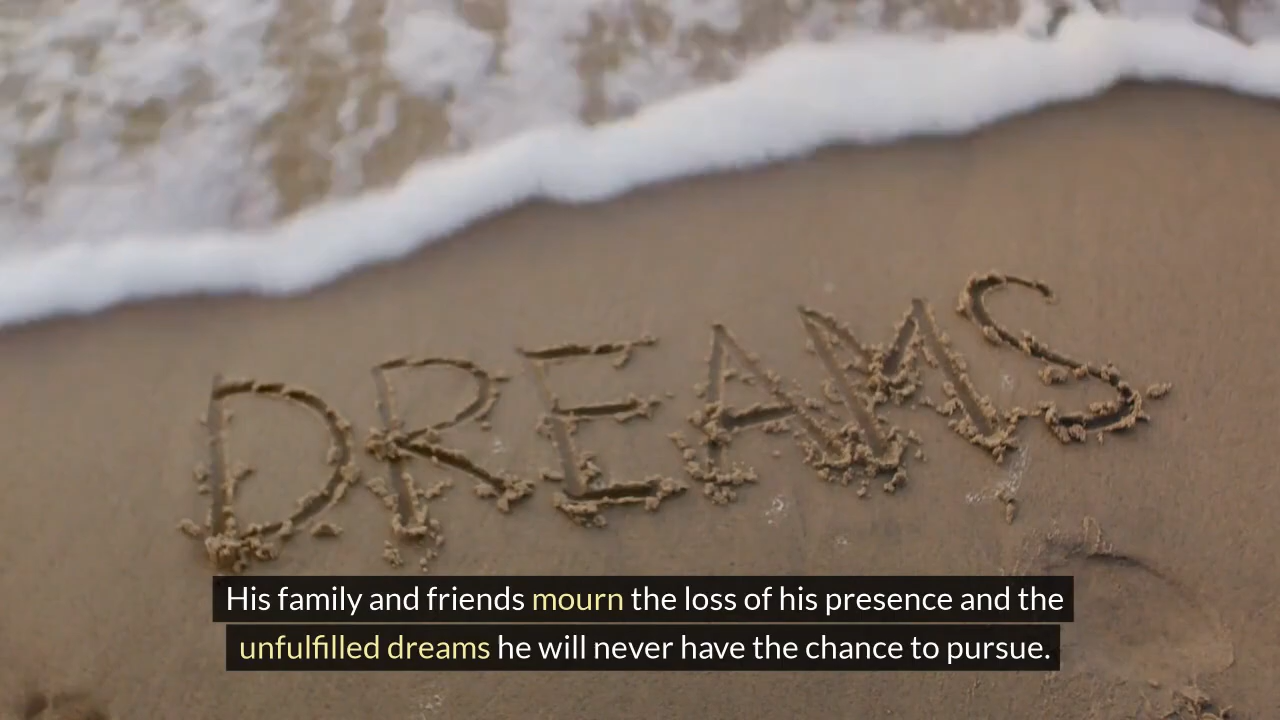 DREAMS
His family and friends mourn the loss of his presence and the
unfulfilled dreams he will never have the chance to pursue.